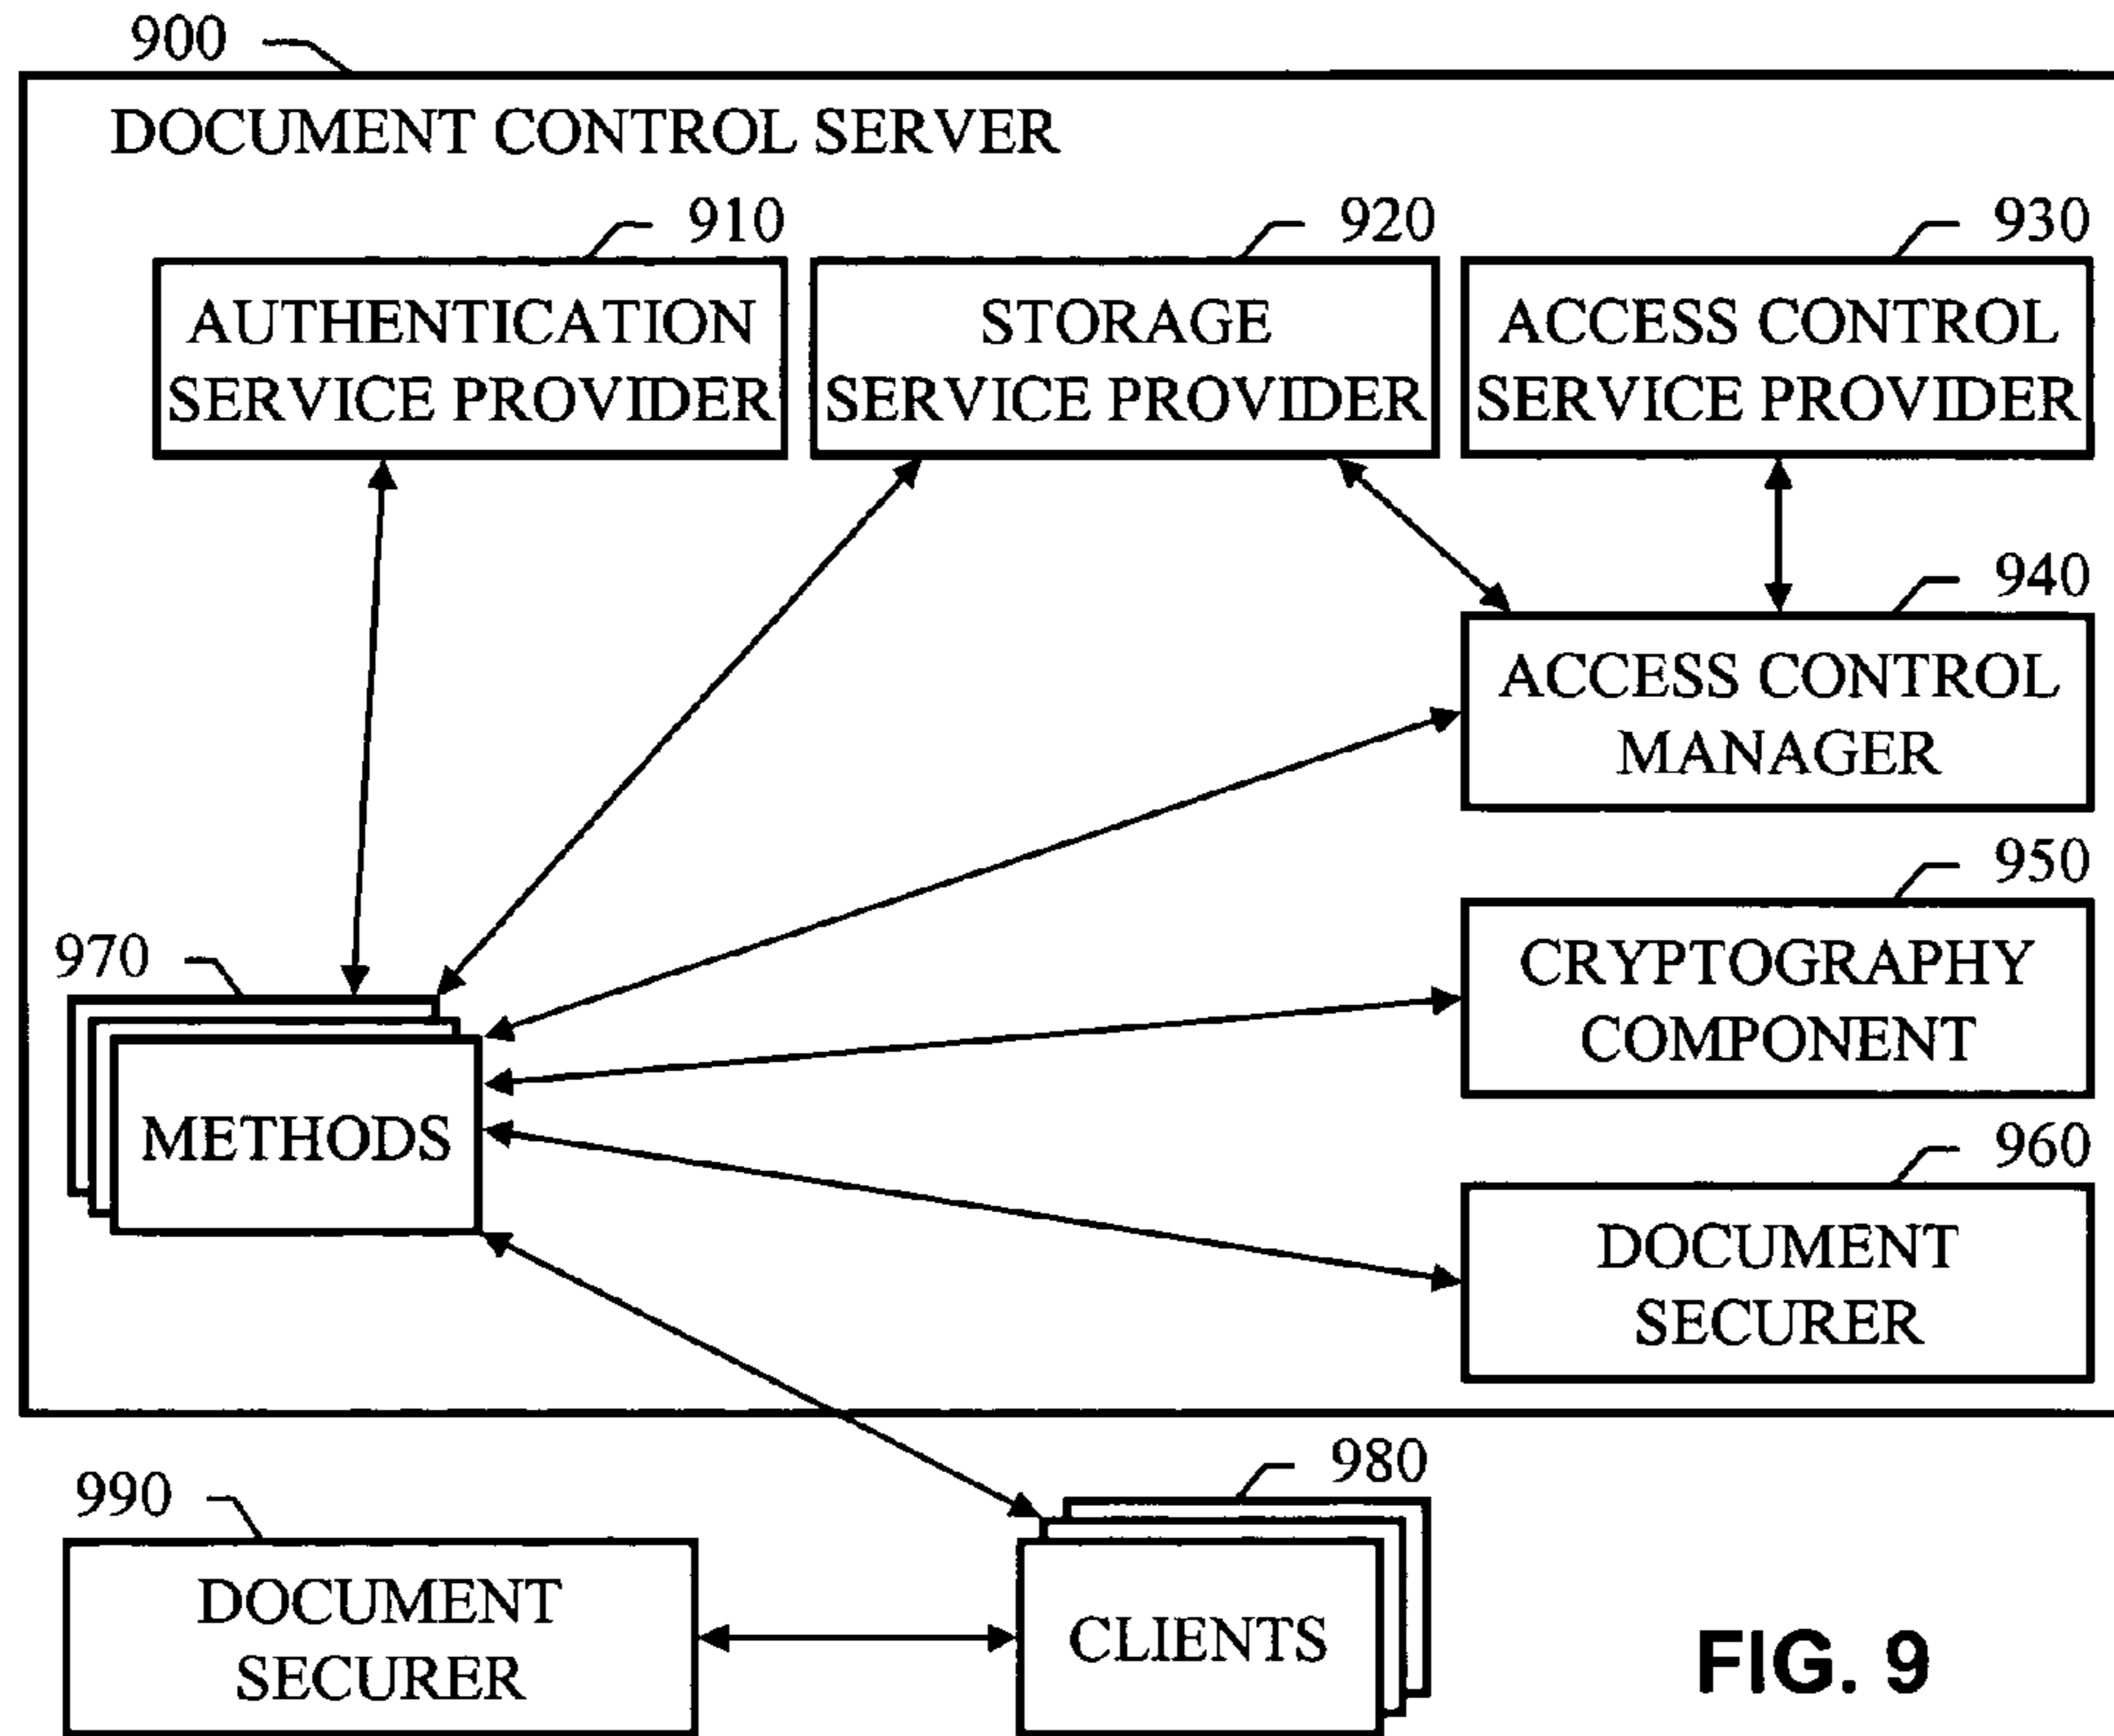 900
DOCUMENT CONTROL SERVER
910
920
930
AUTHENTICATION
SERVICE PROVIDER
STORAGE
SERVICE PROVIDER
ACCESS CONTROL
SERVICE PROVIDER
940
ACCESS CONTROL
MANAGER
950
CRYPTOGRAPHY
COMPONENT
970
METHODS
960
DOCUMENT
SECURER
980
CLIENTS
990
DOCUMENT
SECURER
FIG. 9